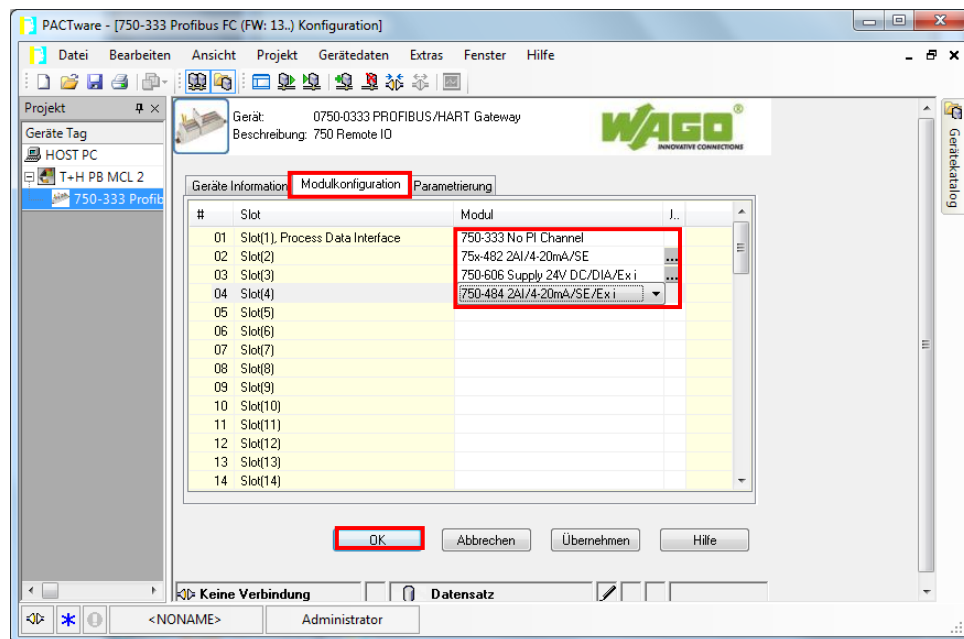 PACTware - [750-333 Profibus FC (FW: 13..) Konfiguration]
Datei Bearbeiten Ansicht Projekt Gerätedaten Extras Fenster Hilfe
Projekt
Geräte Tag
HOST PC
T+H PB MCL 2
750-333 Profib
Gerät: 0750-0333 PROFIBUS/HART Gateway
Beschreibung: 750 Remote IO
WAGO®
INNOVATIVE CONNECTIONS
Geräte Information Modulkonfiguration Parametrierung
# Slot Modul J..
01 Slot(1), Process Data Interface 750-333 No PI Channel
02 Slot(2) 75x-482 2AI/4-20mA/SE ...
03 Slot(3) 750-606 Supply 24V DC/DIA/Ex i ...
04 Slot(4) 750-484 2AI/4-20mA/SE/Ex i
05 Slot(5)
06 Slot(6)
07 Slot(7)
08 Slot(8)
09 Slot(9)
10 Slot(10)
11 Slot(11)
12 Slot(12)
13 Slot(13)
14 Slot(14)
OK Abbrechen Übernehmen Hilfe
Keine Verbindung Datensatz
<NONAME> Administrator
Gerätekatalog